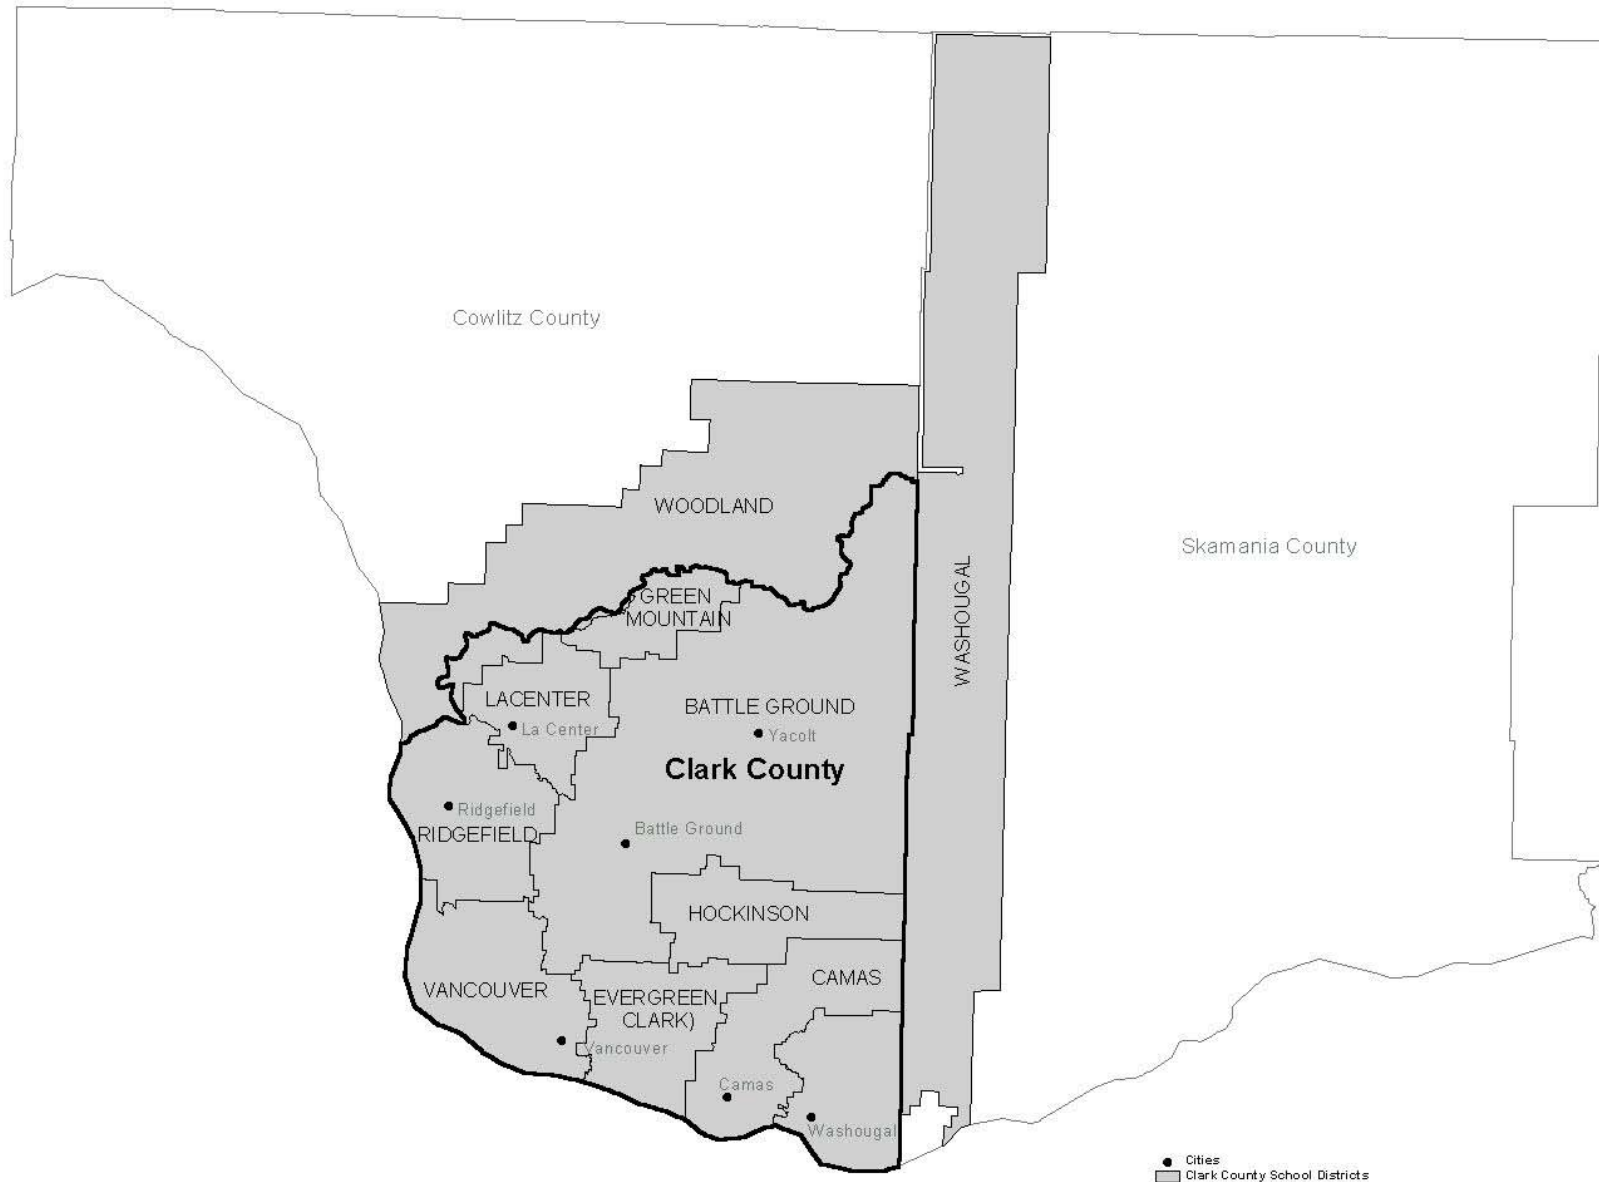 Cowlitz County
WOODLAND
Skamania County
WASHOUGAL
GREEN
MOUNTAIN
LACENTER
La Center
BATTLE GROUND
Yacolt
Clark County
Ridgefield
RIDGEFIELD
Battle Ground
HOCKINSON
CAMAS
VANCOUVER
EVERGREEN
CLARK)
Vancouver
Camas
Washougal
Cities
Clark County School Districts